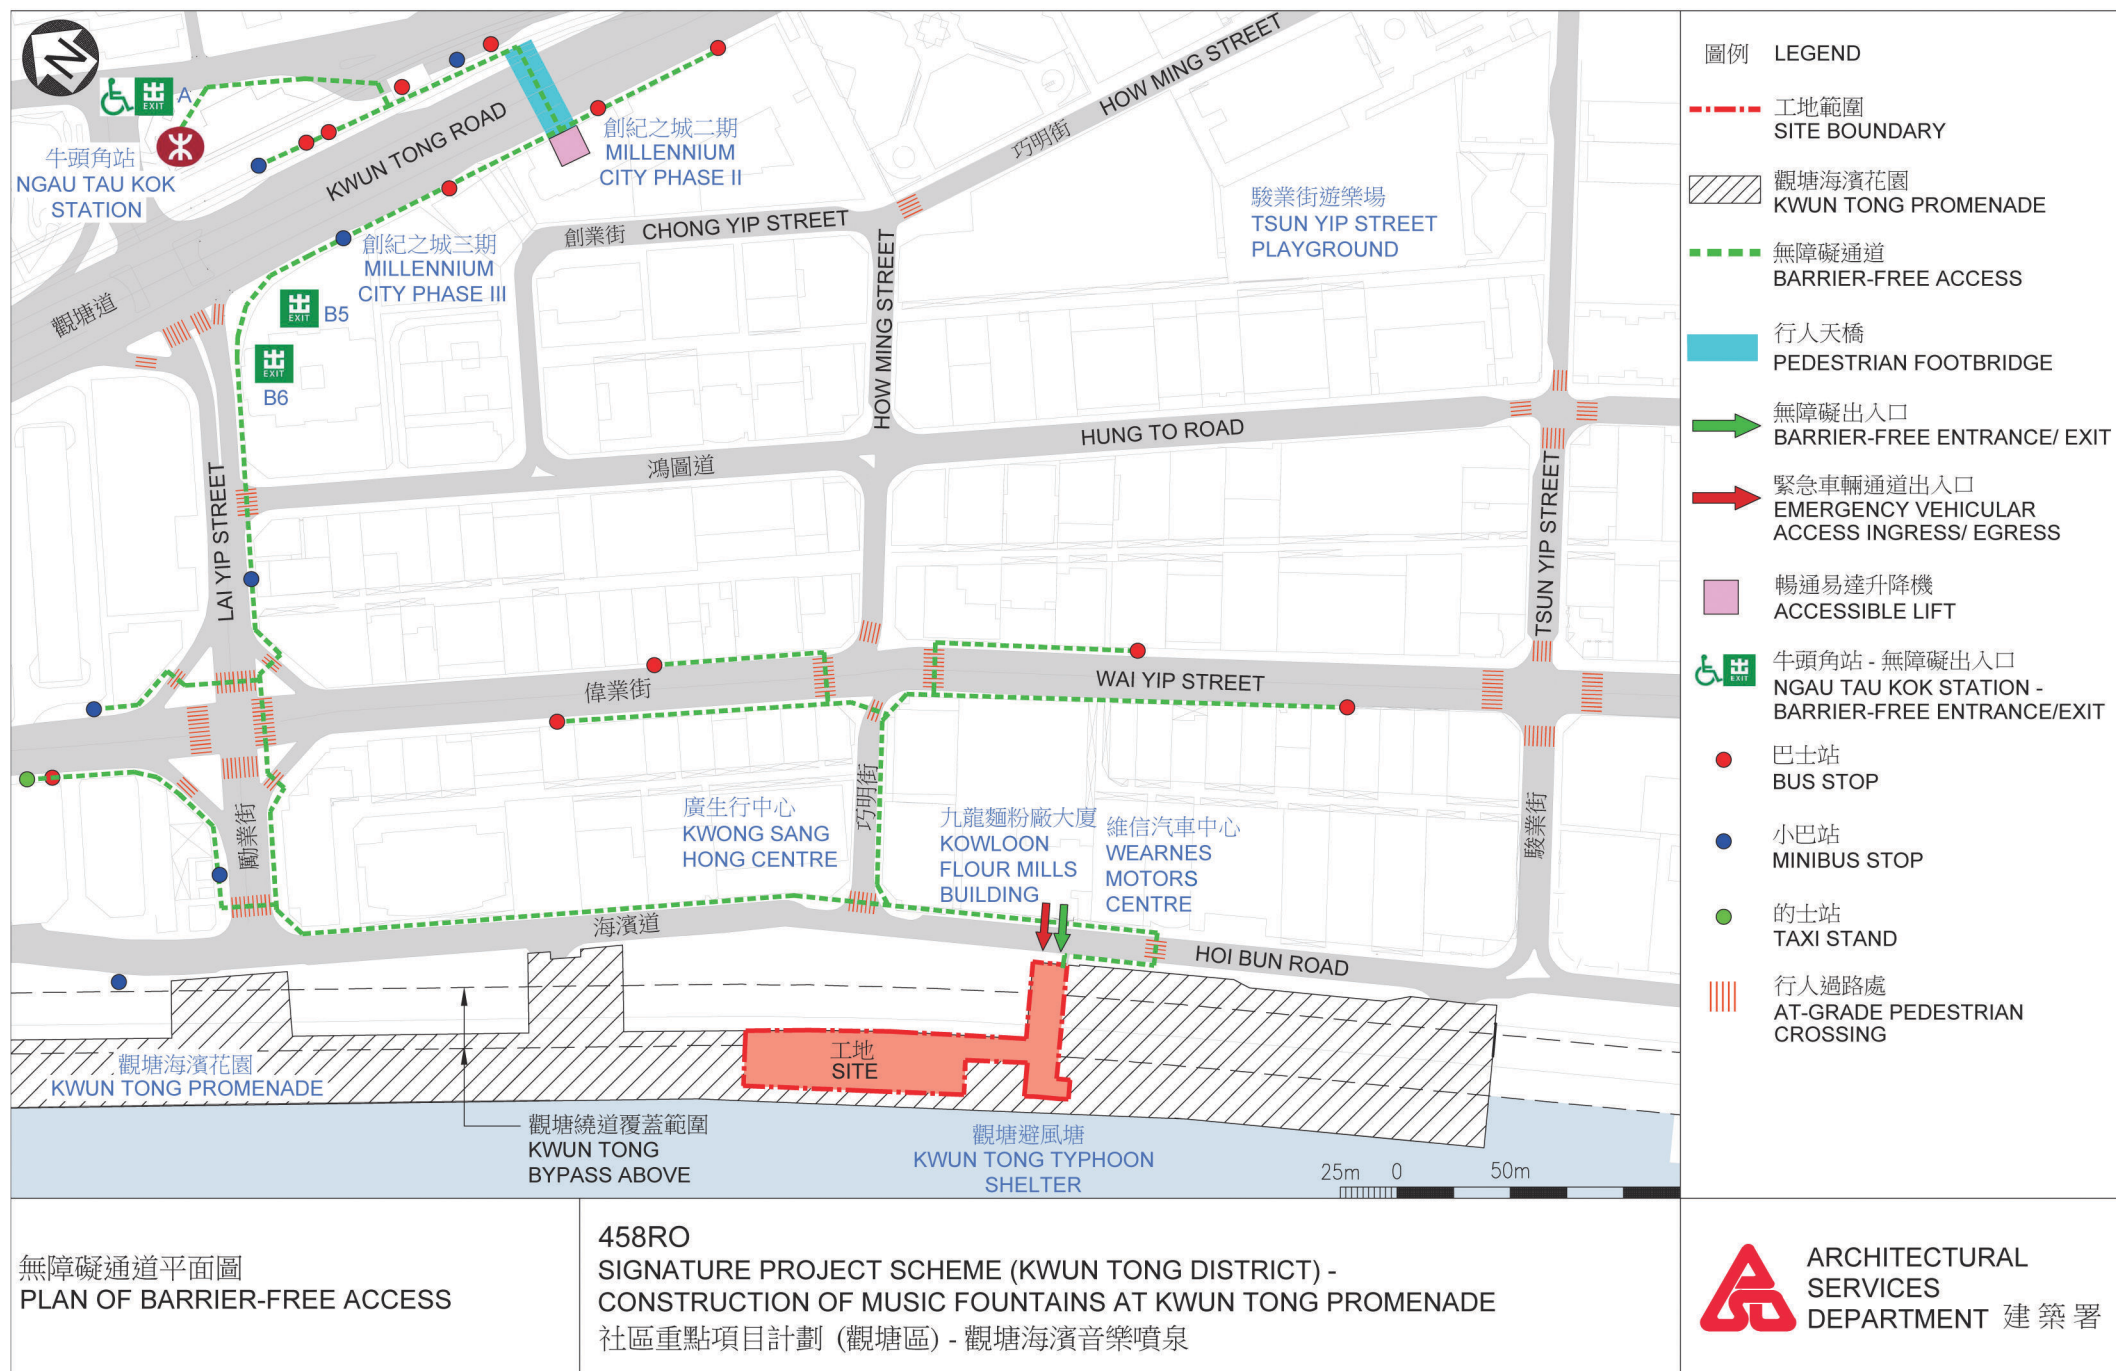 N
EXIT
A
牛頭角站
NGAU TAU KOK
STATION
KWUN TONG ROAD
觀塘道
創紀之城二期
MILLENNIUM
CITY PHASE II
創紀之城三期
MILLENNIUM
CITY PHASE III
EXIT
B5
EXIT
B6
巧明街
HOW MING STREET
創業街 CHONG YIP STREET
駿業街遊樂場
TSUN YIP STREET
PLAYGROUND
HOW MING STREET
HUNG TO ROAD
鴻圖道
LAI YIP STREET
TSUN YIP STREET
偉業街
WAI YIP STREET
勵業街
巧明街
駿業街
廣生行中心
KWONG SANG
HONG CENTRE
九龍麵粉廠大廈
KOWLOON
FLOUR MILLS
BUILDING
維信汽車中心
WEARNES
MOTORS
CENTRE
海濱道
HOI BUN ROAD
工地
SITE
觀塘海濱花園
KWUN TONG PROMENADE
觀塘繞道覆蓋範圍
KWUN TONG
BYPASS ABOVE
觀塘避風塘
KWUN TONG TYPHOON
SHELTER
25m 0 50m
圖例 LEGEND
工地範圍
SITE BOUNDARY
觀塘海濱花園
KWUN TONG PROMENADE
無障礙通道
BARRIER-FREE ACCESS
行人天橋
PEDESTRIAN FOOTBRIDGE
無障礙出入口
BARRIER-FREE ENTRANCE/ EXIT
緊急車輛通道出入口
EMERGENCY VEHICULAR
ACCESS INGRESS/ EGRESS
暢通易達升降機
ACCESSIBLE LIFT
EXIT
牛頭角站 - 無障礙出入口
NGAU TAU KOK STATION -
BARRIER-FREE ENTRANCE/EXIT
巴士站
BUS STOP
小巴站
MINIBUS STOP
的士站
TAXI STAND
行人過路處
AT-GRADE PEDESTRIAN
CROSSING
無障礙通道平面圖
PLAN OF BARRIER-FREE ACCESS
458RO
SIGNATURE PROJECT SCHEME (KWUN TONG DISTRICT) -
CONSTRUCTION OF MUSIC FOUNTAINS AT KWUN TONG PROMENADE
社區重點項目計劃 (觀塘區) - 觀塘海濱音樂噴泉
ARCHITECTURAL
SERVICES
DEPARTMENT 建築署